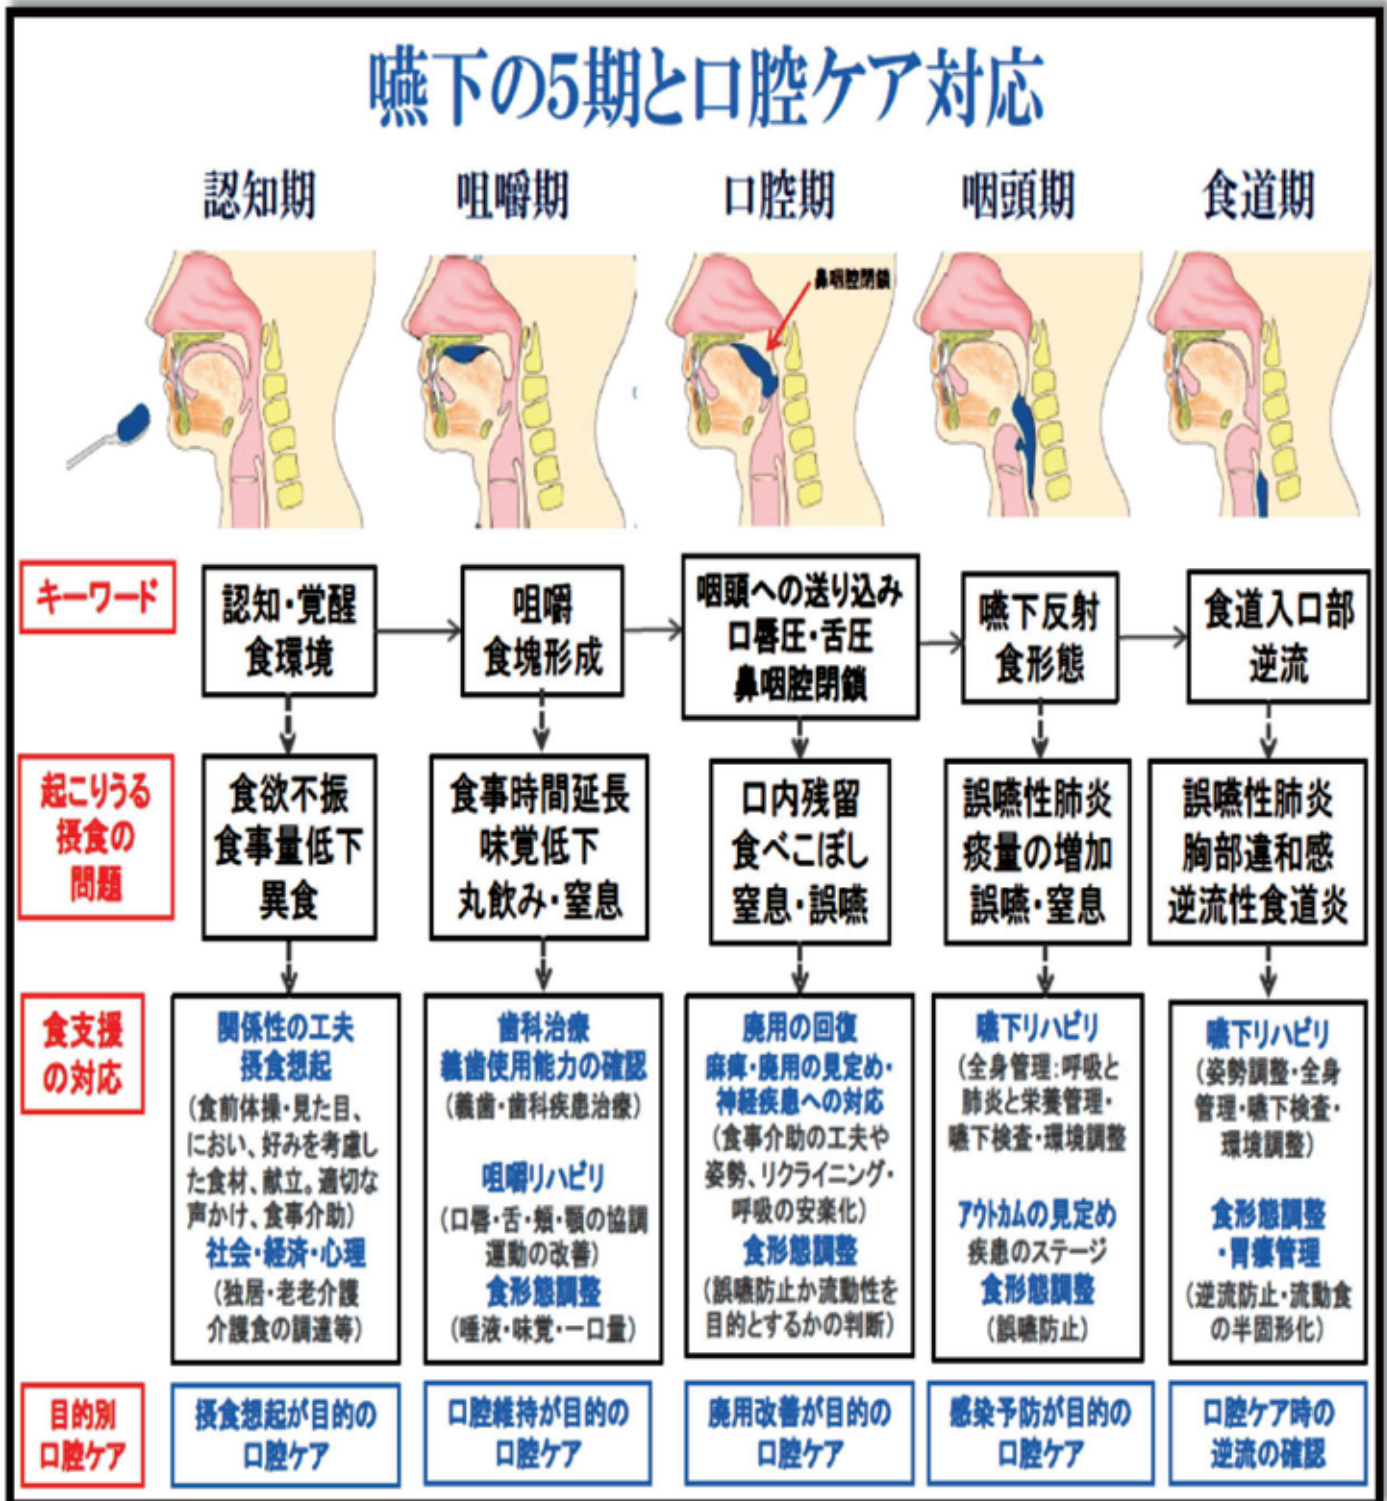 嚥下の5期と口腔ケア対応
認知期
咀嚼期
口腔期
咽頭期
食道期
鼻咽腔閉鎖
キーワード
認知・覚醒
食環境
咀嚼
食塊形成
咽頭への送り込み
口唇圧・舌圧
鼻咽腔閉鎖
嚥下反射
食形態
食道入口部
逆流
起こりうる
摂食の
問題
食欲不振
食事量低下
異食
食事時間延長
味覚低下
丸飲み・窒息
口内残留
食べこぼし
窒息・誤嚥
誤嚥性肺炎
痰量の増加
誤嚥・窒息
誤嚥性肺炎
胸部違和感
逆流性食道炎
食支援
の対応
関係性の工夫
摂食想起
（食前体操・見た目、
におい、好みを考慮し
た食材、献立。適切な
声かけ、食事介助）
社会・経済・心理
（独居・老老介護
介護食の調達等）
歯科治療
義歯使用能力の確認
（義歯・歯科疾患治療）
咀嚼リハビリ
（口唇・舌・頬・顎の協調
運動の改善）
食形態調整
（唾液・味覚・一口量）
廃用の回復
麻痺・廃用の見定め・
神経疾患への対応
（食事介助の工夫や
姿勢、リクライニング・
呼吸の安楽化）
食形態調整
（誤嚥防止か流動性を
目的とするかの判断）
嚥下リハビリ
（全身管理：呼吸と
肺炎と栄養管理・
嚥下検査・環境調整
アウトカムの見定め
疾患のステージ
食形態調整
（誤嚥防止）
嚥下リハビリ
（姿勢調整・全身
管理・嚥下検査・
環境調整）
食形態調整
・胃瘻管理
（逆流防止・流動食
の半固形化）
目的別
口腔ケア
摂食想起が目的の
口腔ケア
口腔維持が目的の
口腔ケア
廃用改善が目的の
口腔ケア
感染予防が目的の
口腔ケア
口腔ケア時の
逆流の確認